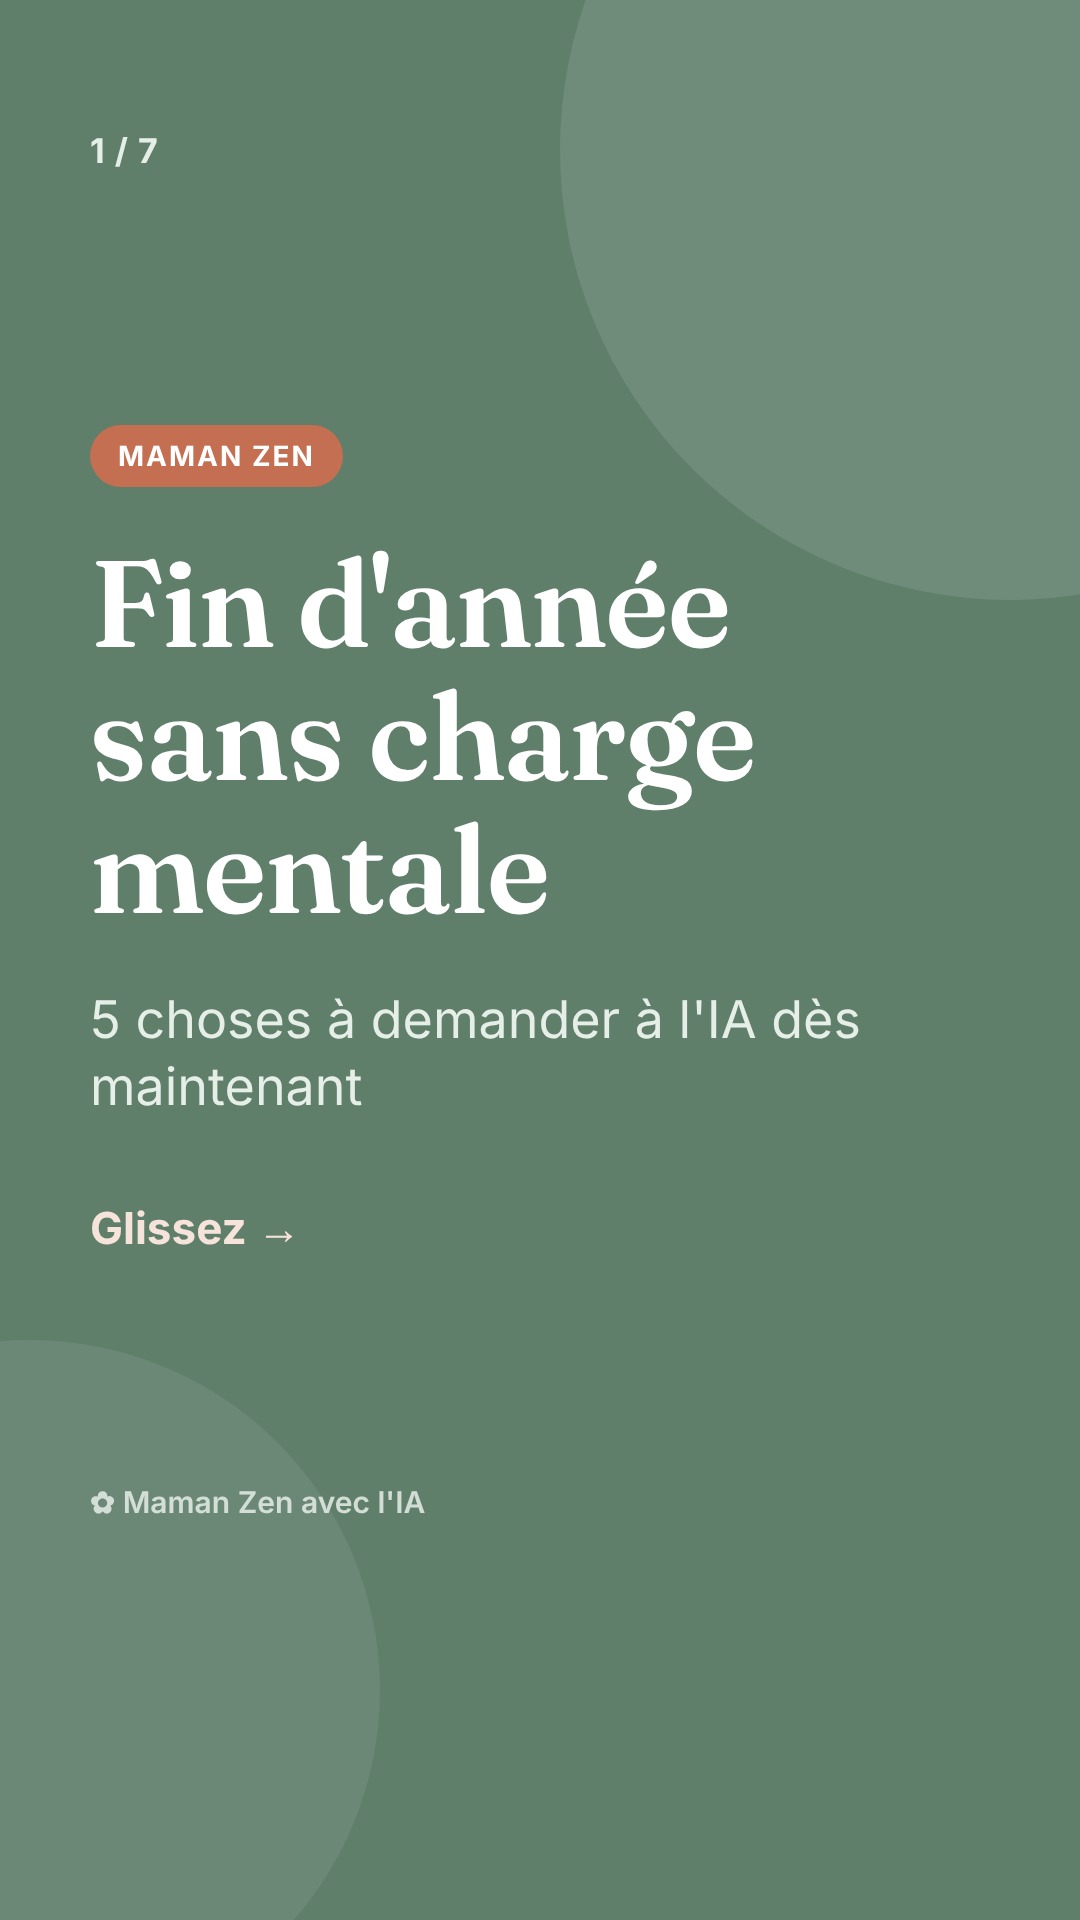 1 / 7
MAMAN ZEN
Fin d'année
sans charge
mentale
5 choses à demander à l'IA dès
maintenant
Glissez →
✿ Maman Zen avec l'IA